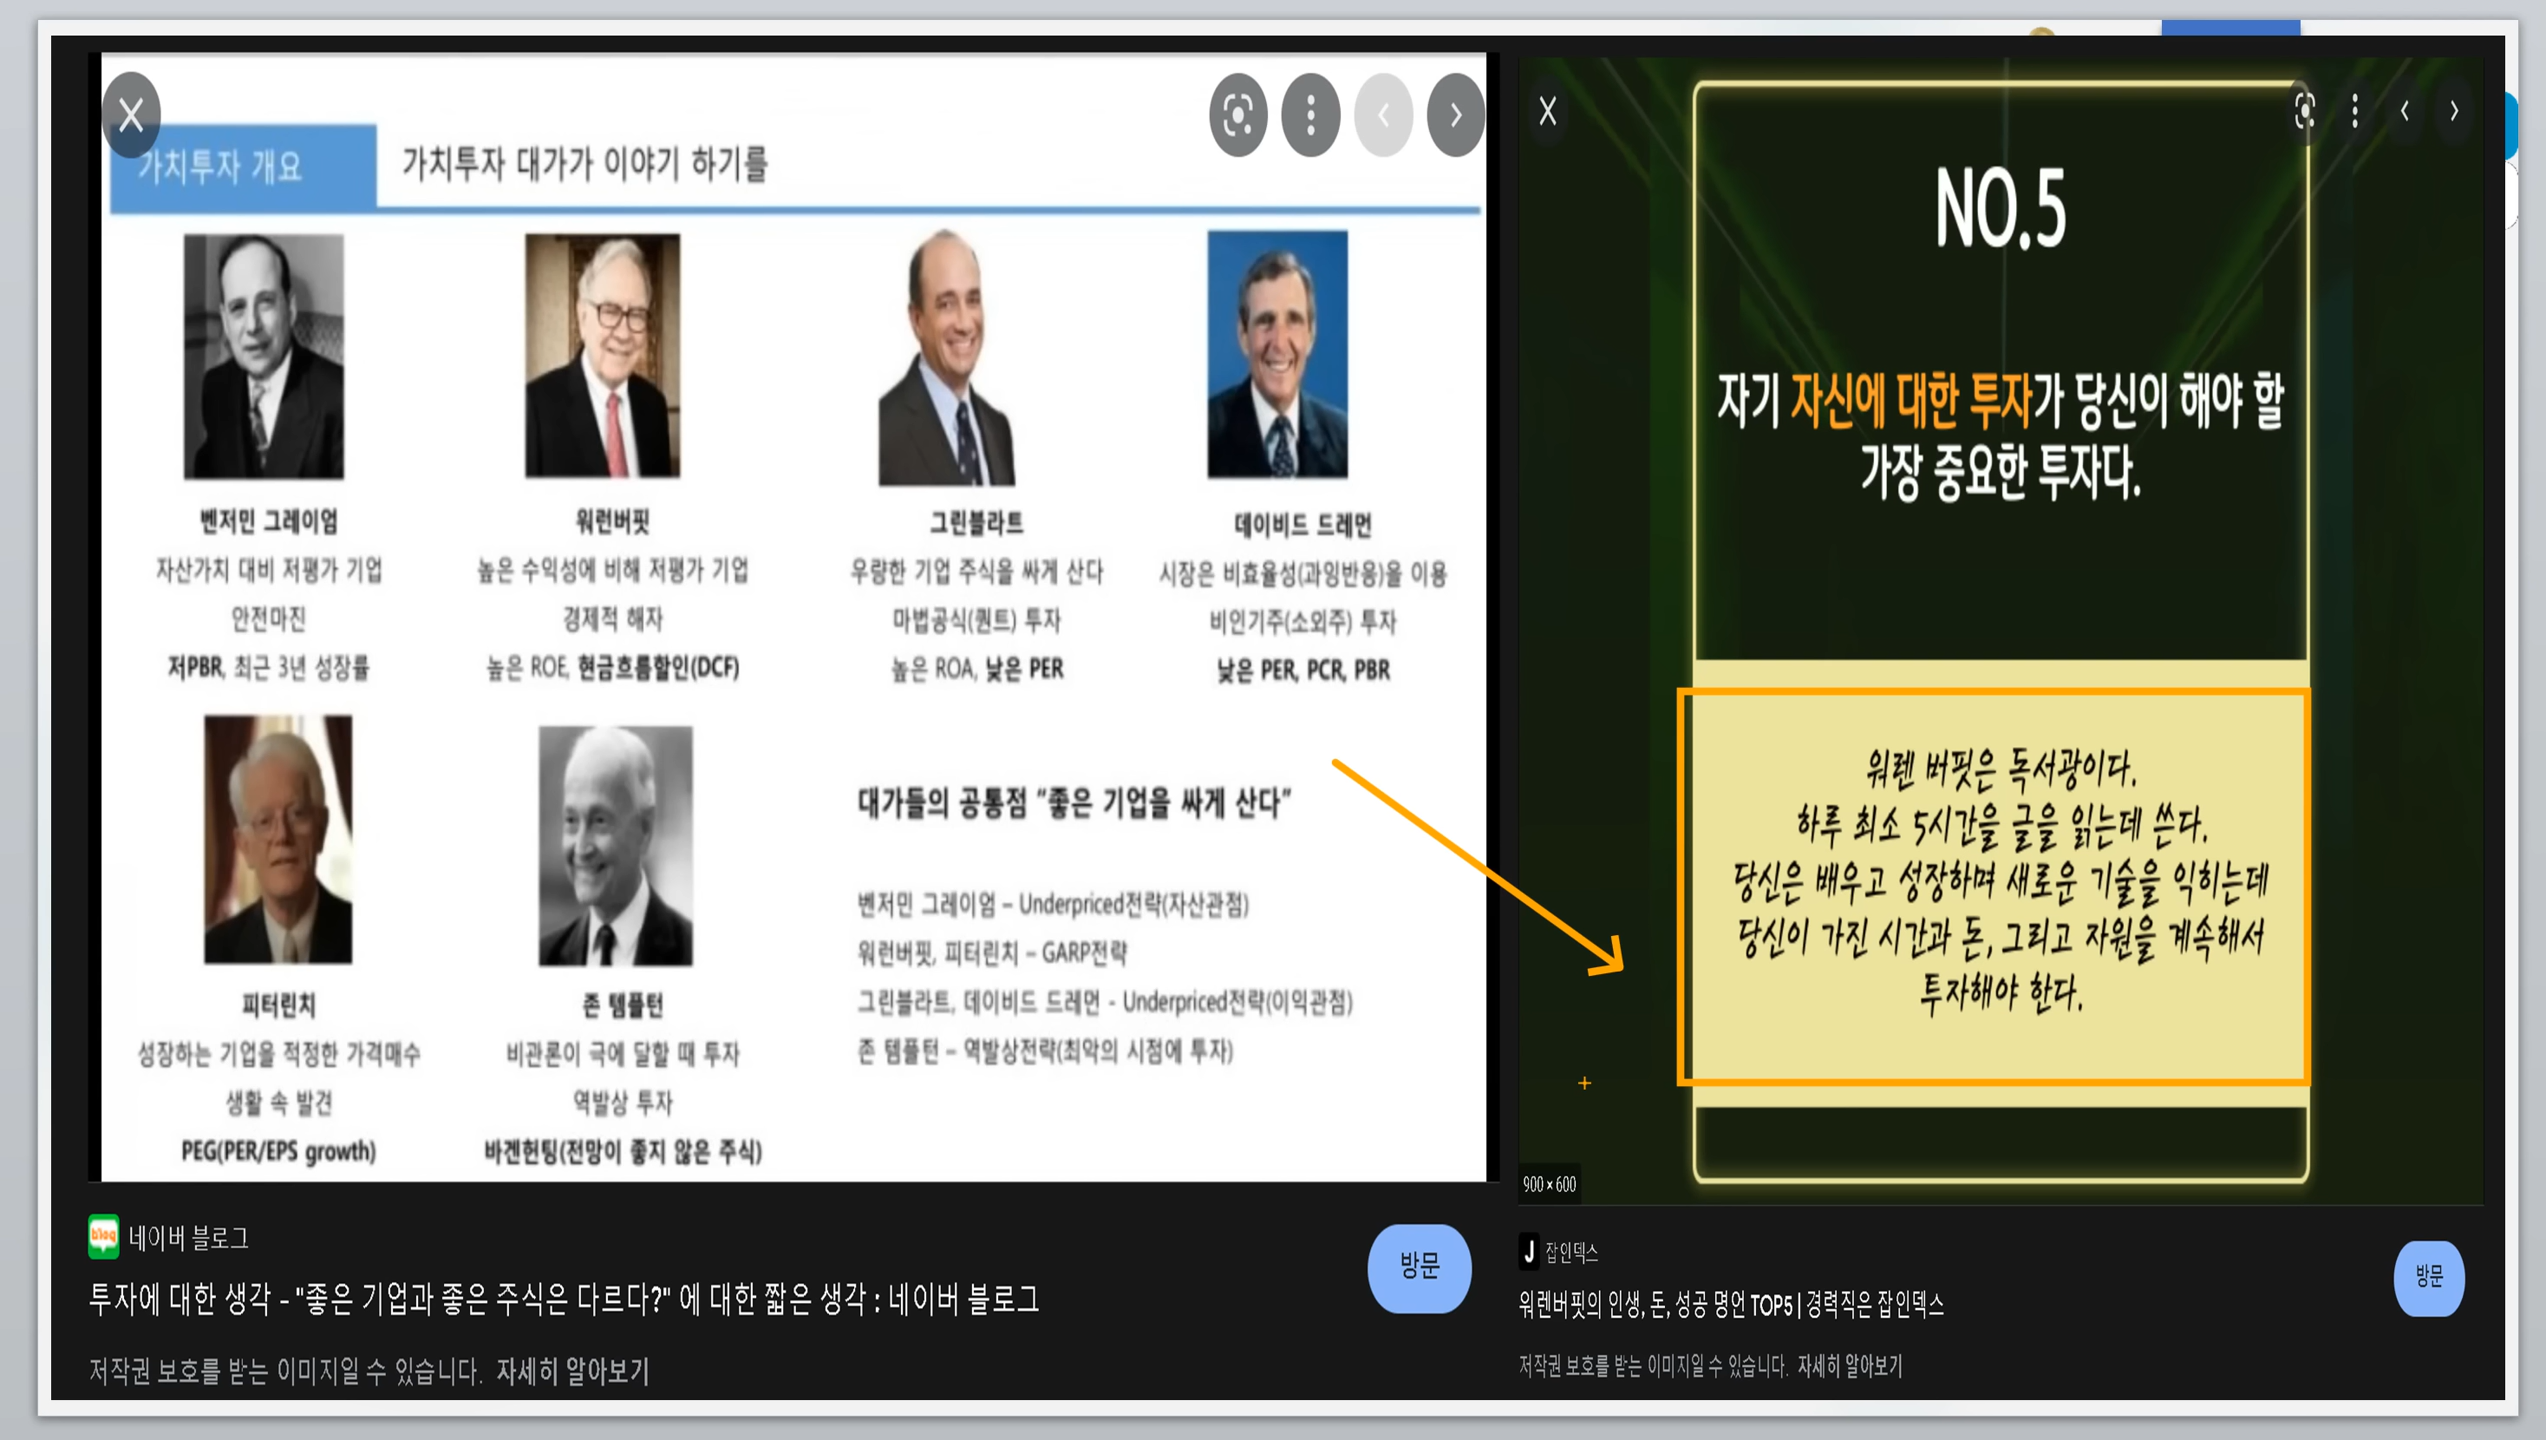 가치투자 개요
가치투자 대가가 이야기 하기를
벤저민 그레이엄
자산가치 대비 저평가 기업
안전마진
저PBR, 최근 3년 성장률
워런버핏
높은 수익성에 비해 저평가 기업
경제적 해자
높은 ROE, 현금흐름할인(DCF)
그린블라트
우량한 기업 주식을 싸게 산다
마법공식(퀀트) 투자
높은 ROA, 낮은 PER
데이비드 드레먼
시장은 비효율성(과잉반응)을 이용
비인기주(소외주) 투자
낮은 PER, PCR, PBR
피터린치
성장하는 기업을 적정한 가격매수
생활 속 발견
PEG(PER/EPS growth)
존 템플턴
비관론이 극에 달할 때 투자
역발상 투자
바겐헌팅(전망이 좋지 않은 주식)
대가들의 공통점 “좋은 기업을 싸게 산다”
벤저민 그레이엄 – Underpriced전략(자산관점)
워런버핏, 피터린치 – GARP전략
그린블라트, 데이비드 드레먼 - Underpriced전략(이익관점)
존 템플턴 – 역발상전략(최악의 시점에 투자)
blog 네이버 블로그
방문
투자에 대한 생각 - "좋은 기업과 좋은 주식은 다르다?" 에 대한 짧은 생각 : 네이버 블로그
저작권 보호를 받는 이미지일 수 있습니다. 자세히 알아보기
NO.5
자기 자신에 대한 투자가 당신이 해야 할
가장 중요한 투자다.
워렌 버핏은 독서광이다.
하루 최소 5시간을 글을 읽는데 쓴다.
당신은 배우고 성장하며 새로운 기술을 익히는데
당신이 가진 시간과 돈, 그리고 자원을 계속해서
투자해야 한다.
900 × 600
J 잡인덱스
방문
워렌버핏의 인생, 돈, 성공 명언 TOP5 | 경력직은 잡인덱스
저작권 보호를 받는 이미지일 수 있습니다. 자세히 알아보기